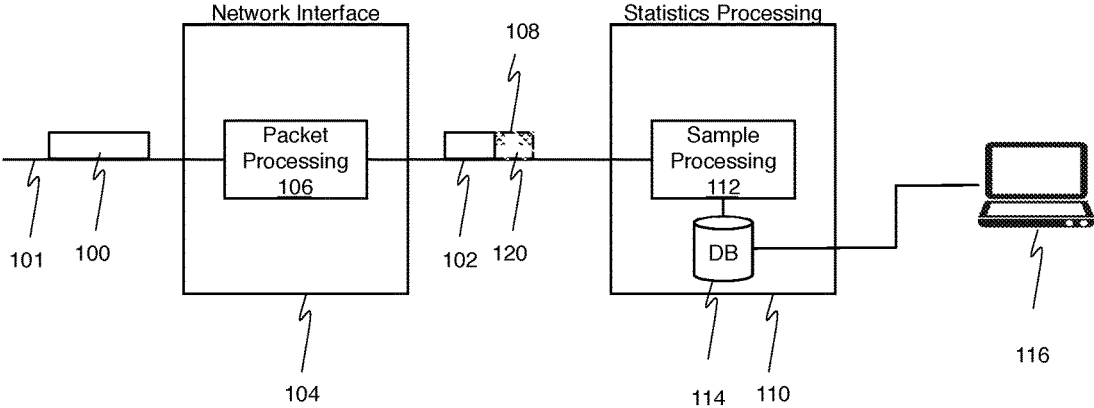 Network Interface
Statistics Processing
108
Packet
Processing
106
Sample
Processing
112
101
100
102
120
DB
116
104
114
110